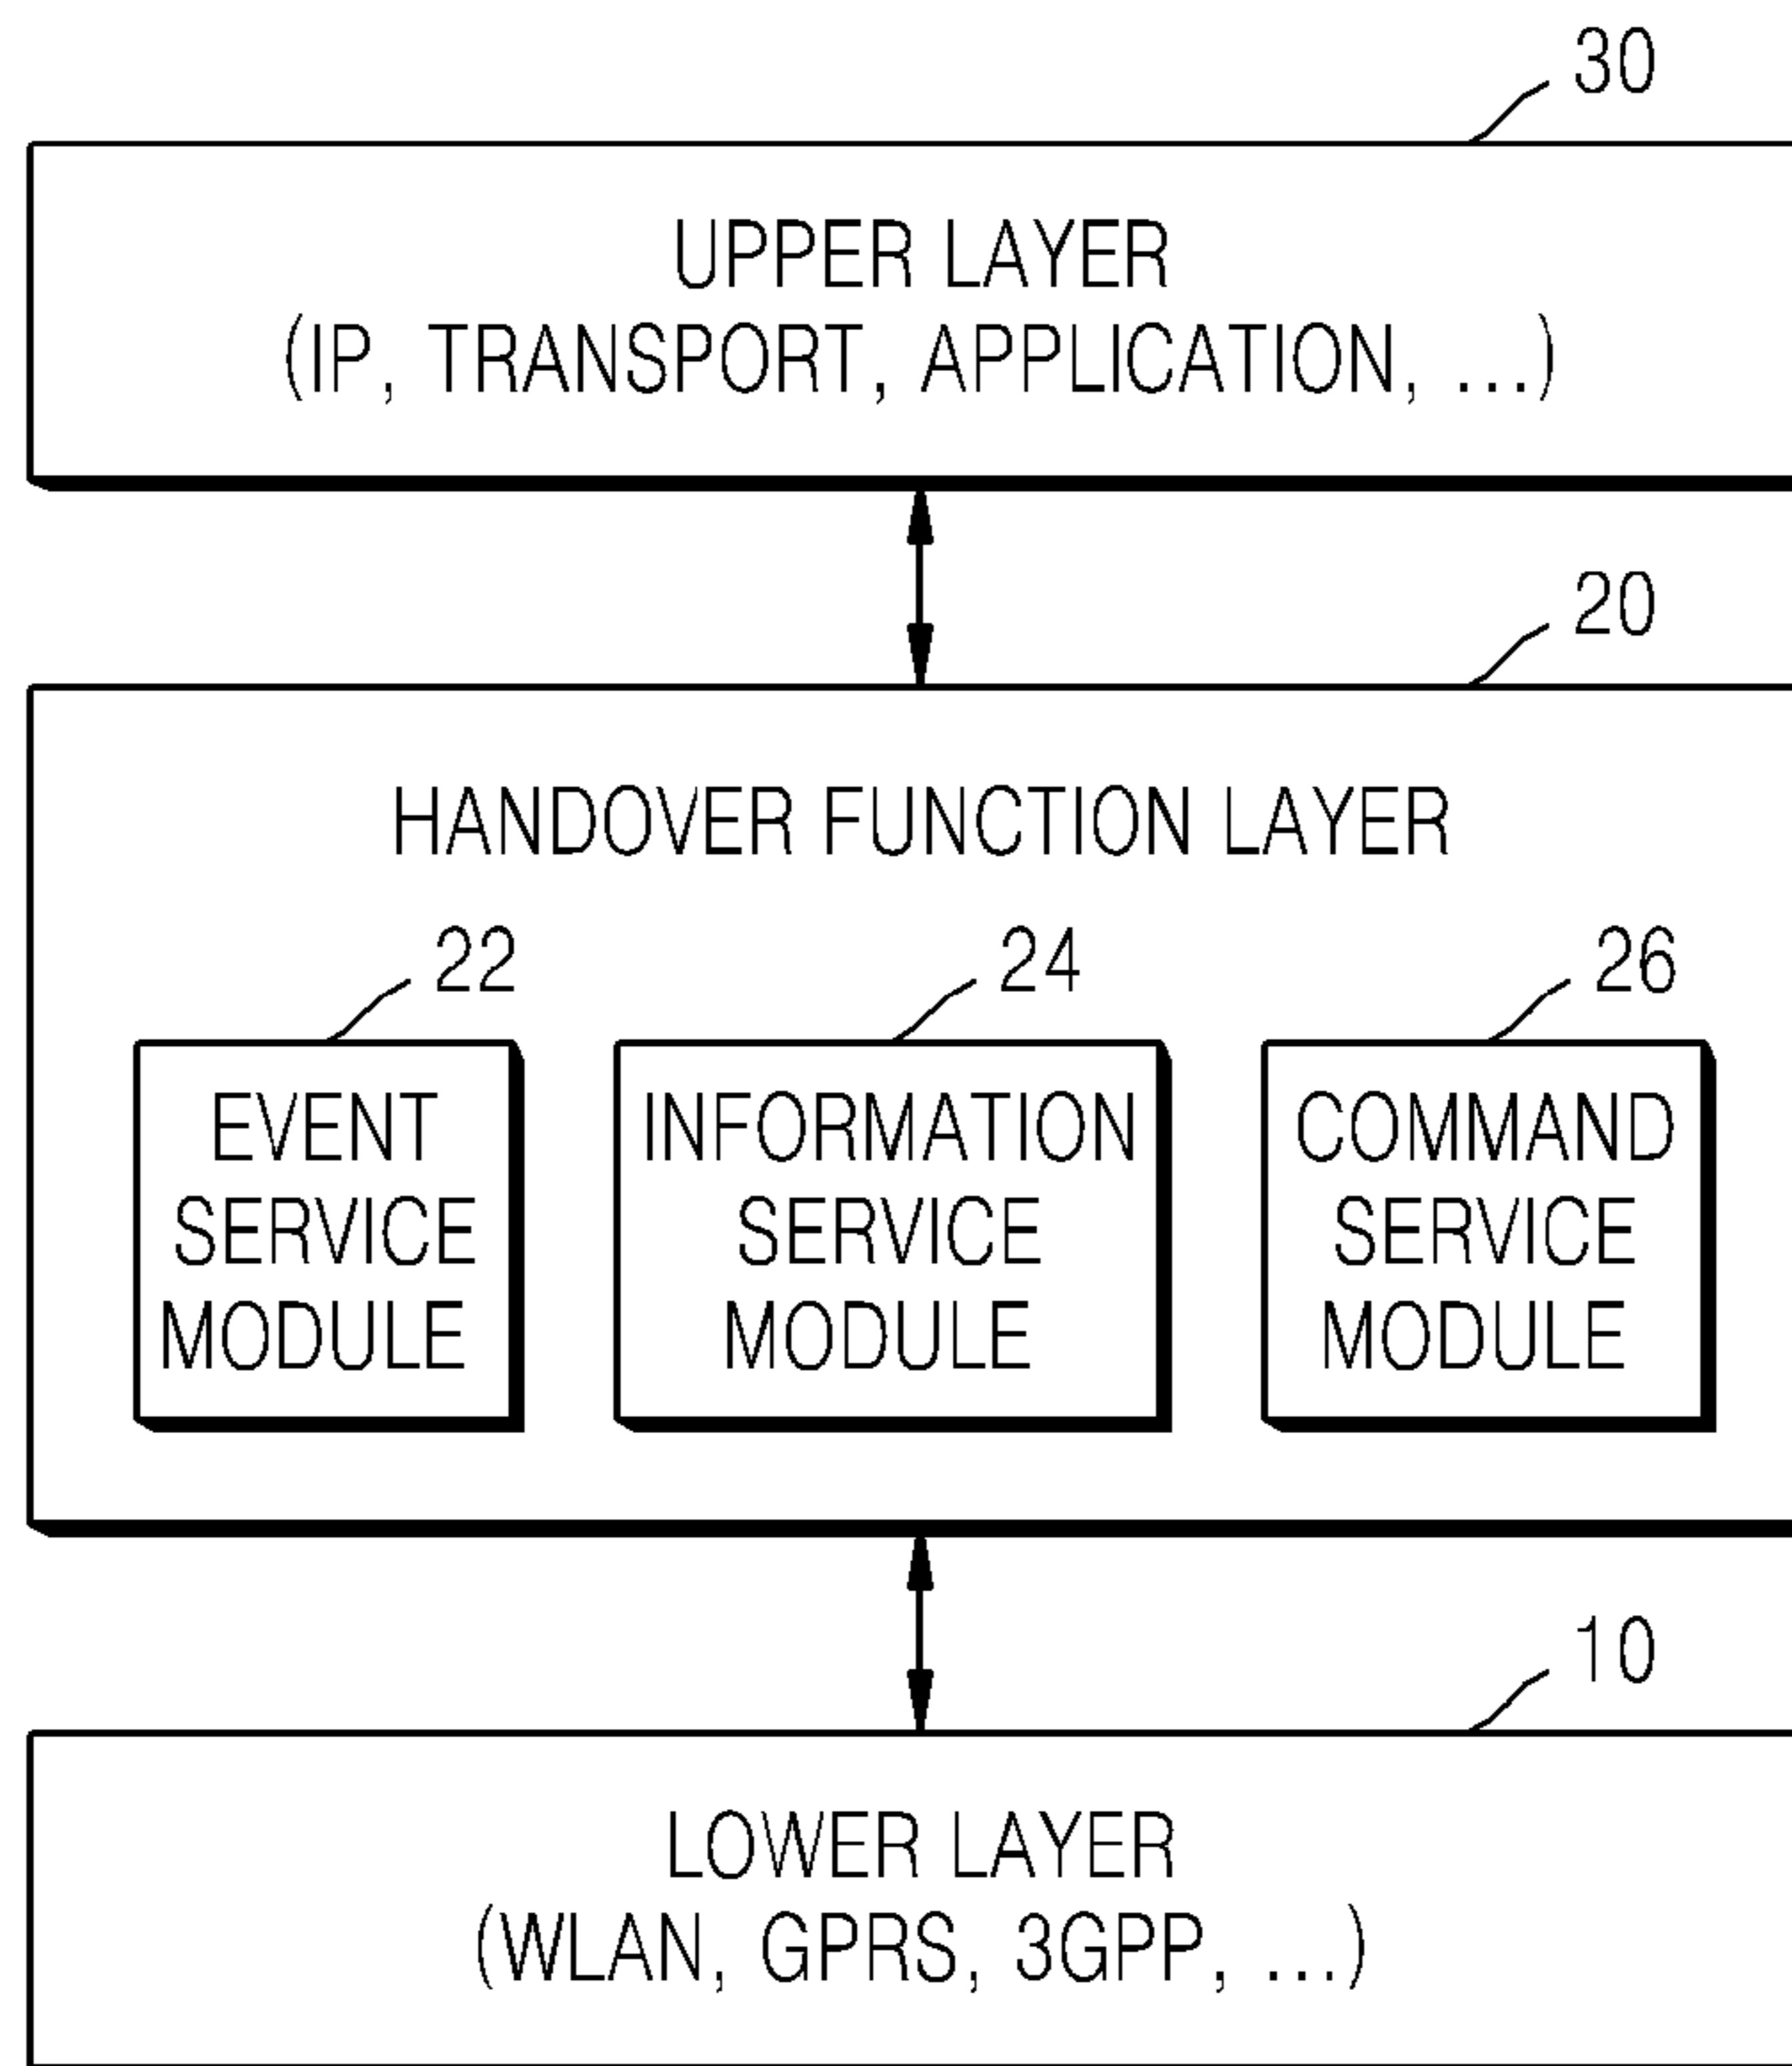 30
UPPER LAYER
(IP, TRANSPORT, APPLICATION, ...)
20
HANDOVER FUNCTION LAYER
22
24
26
EVENT
SERVICE
MODULE
INFORMATION
SERVICE
MODULE
COMMAND
SERVICE
MODULE
10
LOWER LAYER
(WLAN, GPRS, 3GPP, ...)